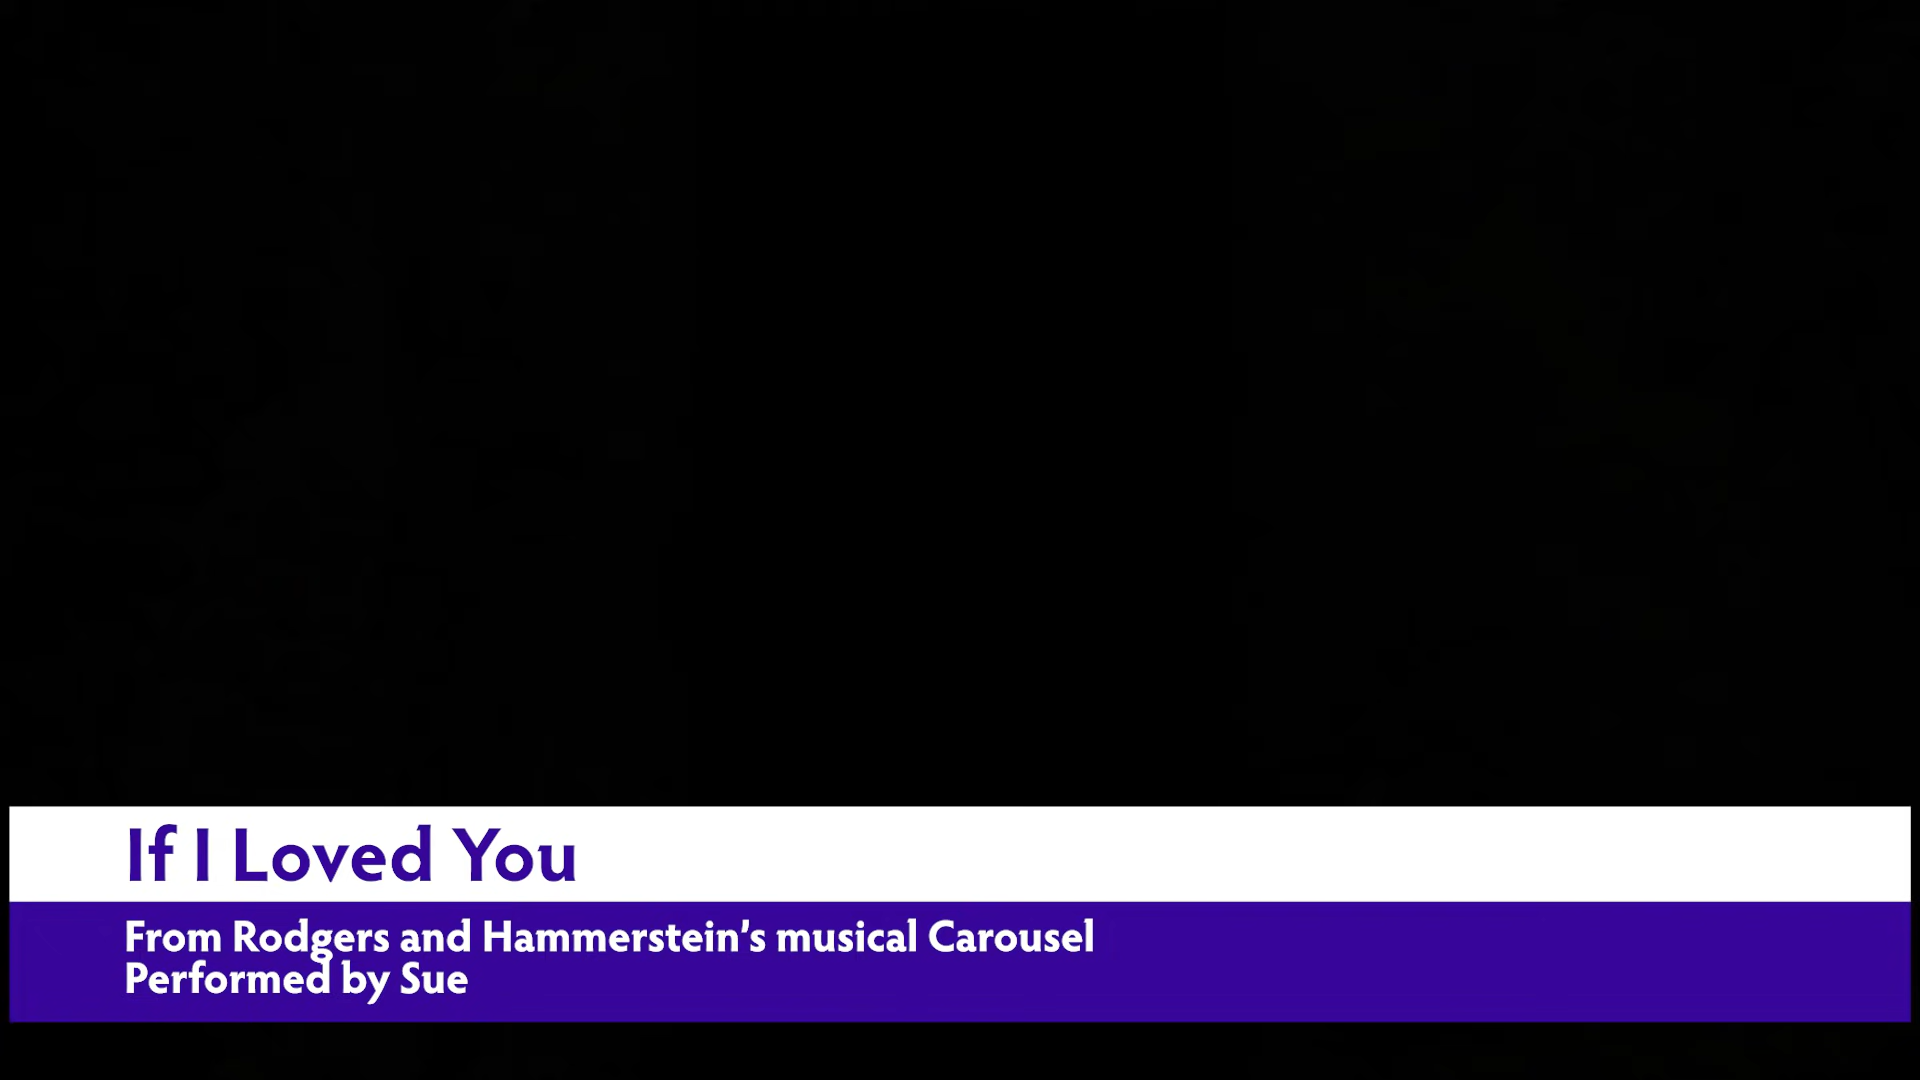 If I Loved You
From Rodgers and Hammerstein’s musical Carousel
Performed by Sue